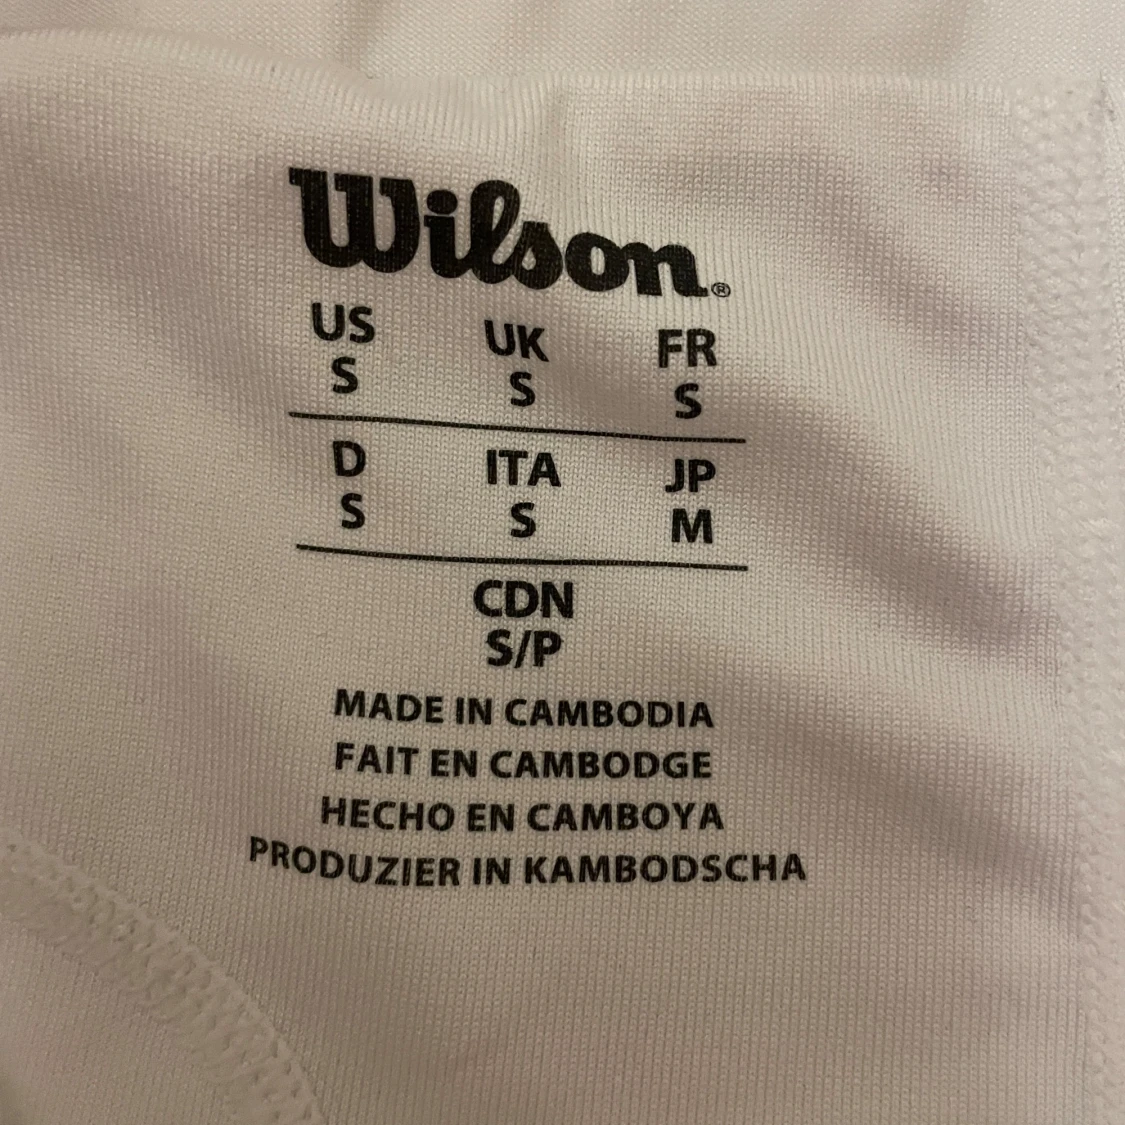 Wilson®
US UK FR
S S S
D ITA JP
S S M
CDN
S/P
MADE IN CAMBODIA
FAIT EN CAMBODGE
HECHO EN CAMBOYA
PRODUZIER IN KAMBODSCHA